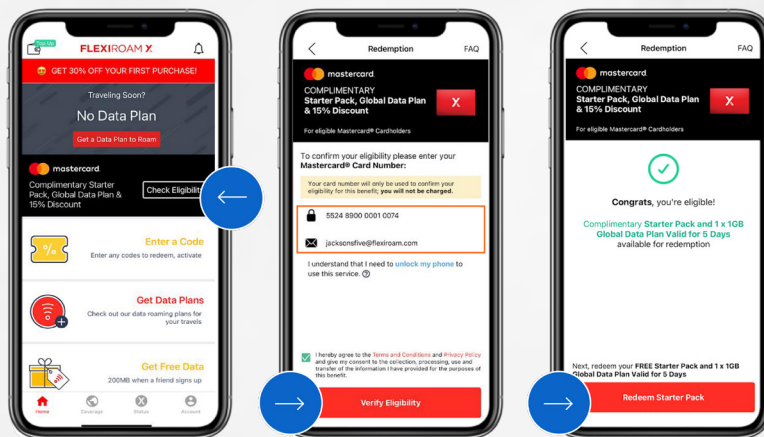 Top Up
FLEXIROAM X
GET 30% OFF YOUR FIRST PURCHASE!
Traveling Soon?
No Data Plan
Get a Data Plan to Roam
mastercard
Complimentary Starter
Pack, Global Data Plan &
15% Discount
Check Eligibility
Enter a Code
Enter any codes to redeem, activate
Get Data Plans
Check out our data roaming plans for
your travels
Get Free Data
200MB when a friend signs up
Home
Coverage
Status
Account
Redemption
FAQ
mastercard
COMPLIMENTARY
Starter Pack, Global Data Plan
& 15% Discount
X
For eligible Mastercard® Cardholders
To confirm your eligibility please enter your
Mastercard® Card Number:
Your card number will only be used to confirm your
eligibility for this benefit; you will not be charged.
5524 8900 0001 0074
jacksonsfive@flexiroam.com
I understand that I need to unlock my phone to
use this service. ?
I hereby agree to the Terms and Conditions and Privacy Policy
and give my consent to the collection, processing, use and
transfer of the information I have provided for the purposes of
this benefit.
Verify Eligibility
Redemption
FAQ
mastercard
COMPLIMENTARY
Starter Pack, Global Data Plan
& 15% Discount
X
For eligible Mastercard® Cardholders
Congrats, you're eligible!
Complimentary Starter Pack and 1 x 1GB
Global Data Plan Valid for 5 Days
available for redemption
Next, redeem your FREE Starter Pack and 1 x 1GB
Global Data Plan Valid for 5 Days
Redeem Starter Pack